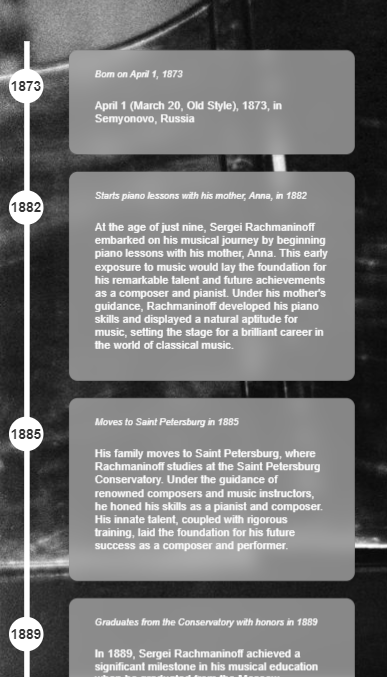 1873
Born on April 1, 1873
April 1 (March 20, Old Style), 1873, in
Semyonovo, Russia
1882
Starts piano lessons with his mother, Anna, in 1882
At the age of just nine, Sergei Rachmaninoff
embarked on his musical journey by beginning
piano lessons with his mother, Anna. This early
exposure to music would lay the foundation for
his remarkable talent and future achievements
as a composer and pianist. Under his mother's
guidance, Rachmaninoff developed his piano
skills and displayed a natural aptitude for
music, setting the stage for a brilliant career in
the world of classical music.
1885
Moves to Saint Petersburg in 1885
His family moves to Saint Petersburg, where
Rachmaninoff studies at the Saint Petersburg
Conservatory. Under the guidance of
renowned composers and music instructors,
he honed his skills as a pianist and composer.
His innate talent, coupled with rigorous
training, laid the foundation for his future
success as a composer and performer.
1889
Graduates from the Conservatory with honors in 1889
In 1889, Sergei Rachmaninoff achieved a
significant milestone in his musical education
when he graduated from the Moscow